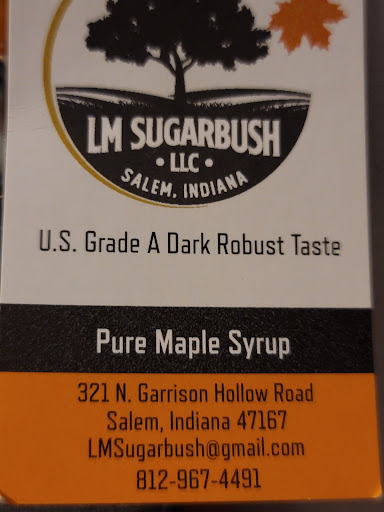 LM SUGARBUSH
• LLC •
SALEM, INDIANA
U.S. Grade A Dark Robust Taste
Pure Maple Syrup
321 N. Garrison Hollow Road
Salem, Indiana 47167
LMSugarbush@gmail.com
812-967-4491